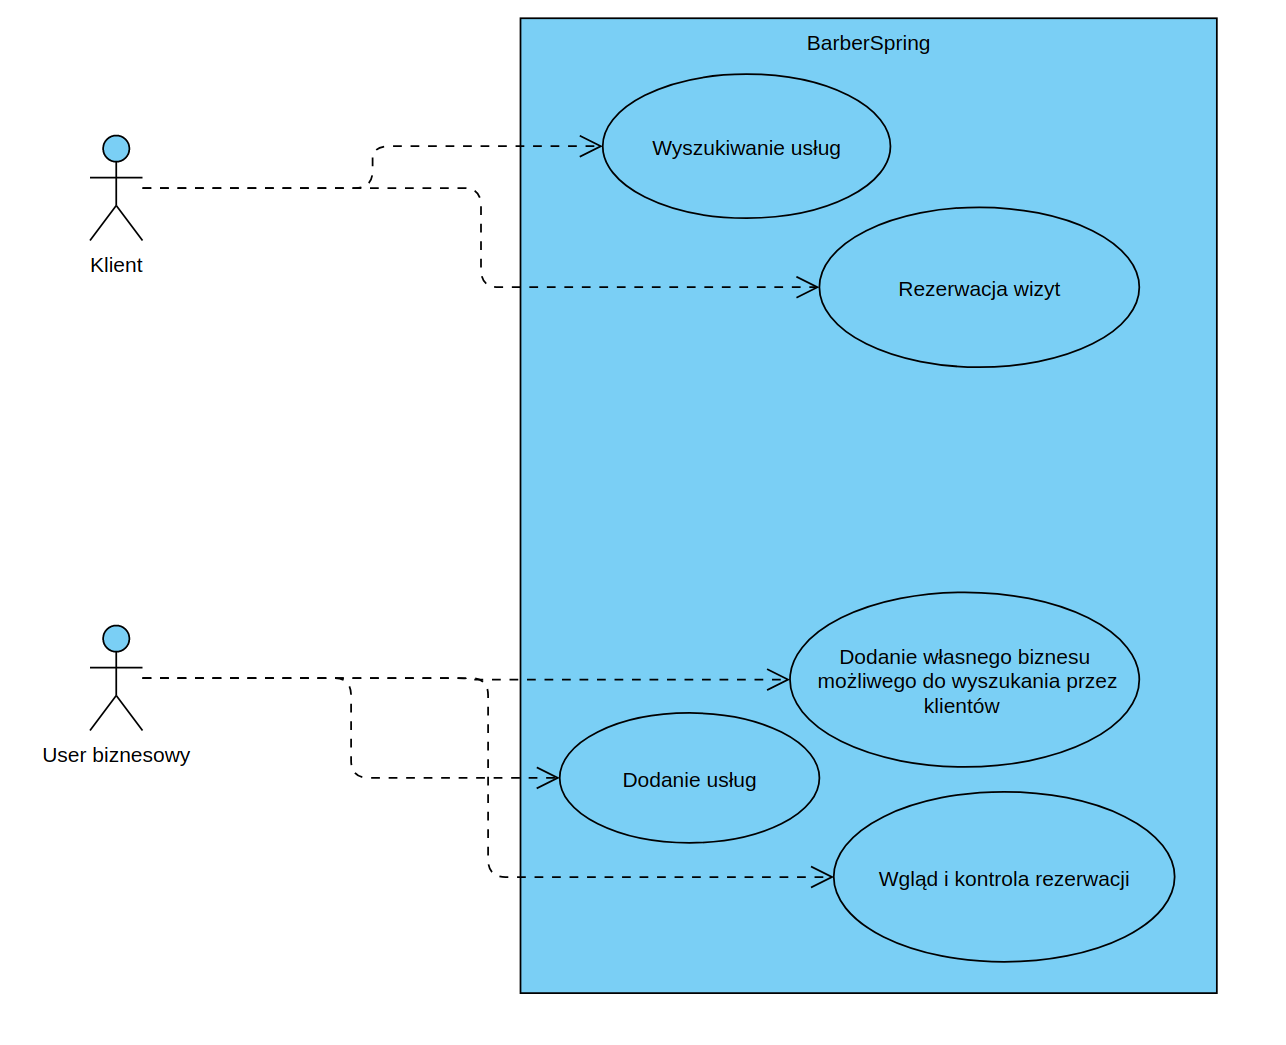 BarberSpring
Wyszukiwanie usług
Klient
Rezerwacja wizyt
Dodanie własnego biznesu
możliwego do wyszukania przez
klientów
User biznesowy
Dodanie usług
Wgląd i kontrola rezerwacji